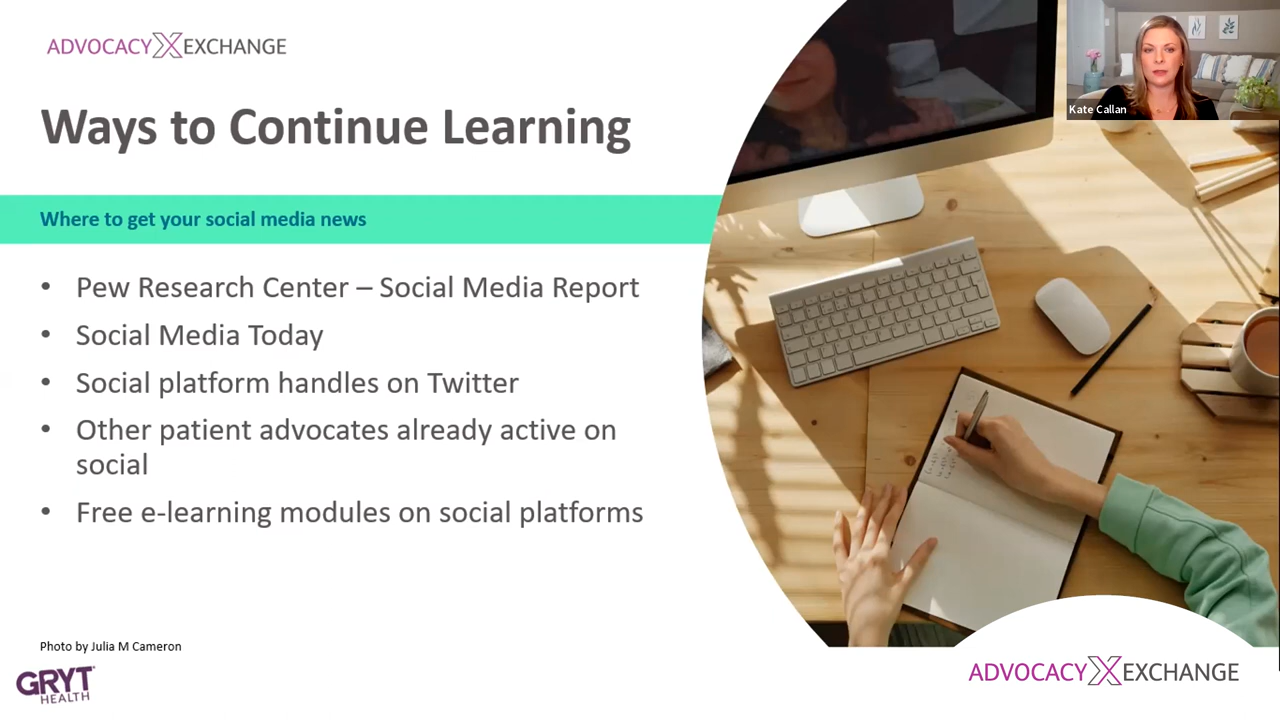 ADVOCACY X EXCHANGE
Kate Callan
Ways to Continue Learning
Where to get your social media news
• Pew Research Center – Social Media Report
• Social Media Today
• Social platform handles on Twitter
• Other patient advocates already active on
social
• Free e-learning modules on social platforms
Photo by Julia M Cameron
GRYT
HEALTH
ADVOCACY X EXCHANGE